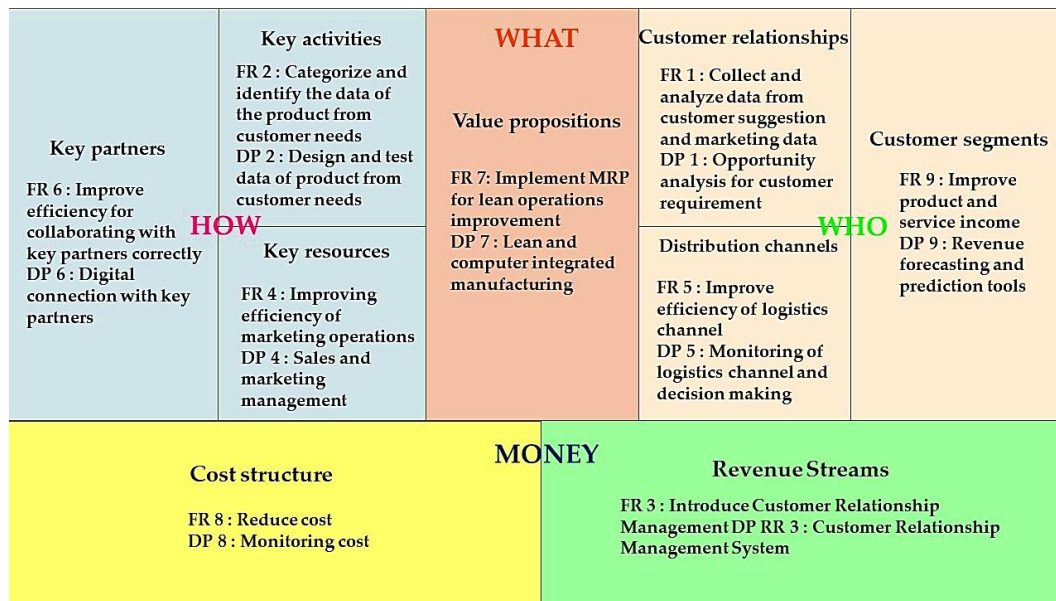 Key partners
FR 6 : Improve
efficiency for
collaborating with
key partners correctly
DP 6 : Digital
connection with key
partners
HOW
Key activities
FR 2 : Categorize and
identify the data of
the product from
customer needs
DP 2 : Design and test
data of product from
customer needs
Key resources
FR 4 : Improving
efficiency of
marketing operations
DP 4 : Sales and
marketing
management
WHAT
Value propositions
FR 7: Implement MRP
for lean operations
improvement
DP 7 : Lean and
computer integrated
manufacturing
Customer relationships
FR 1 : Collect and
analyze data from
customer suggestion
and marketing data
DP 1 : Opportunity
analysis for customer
requirement
WHO
Distribution channels
FR 5 : Improve
efficiency of logistics
channel
DP 5 : Monitoring of
logistics channel and
decision making
Customer segments
FR 9 : Improve
product and
service income
DP 9 : Revenue
forecasting and
prediction tools
MONEY
Cost structure
FR 8 : Reduce cost
DP 8 : Monitoring cost
Revenue Streams
FR 3 : Introduce Customer Relationship
Management DP RR 3 : Customer Relationship
Management System